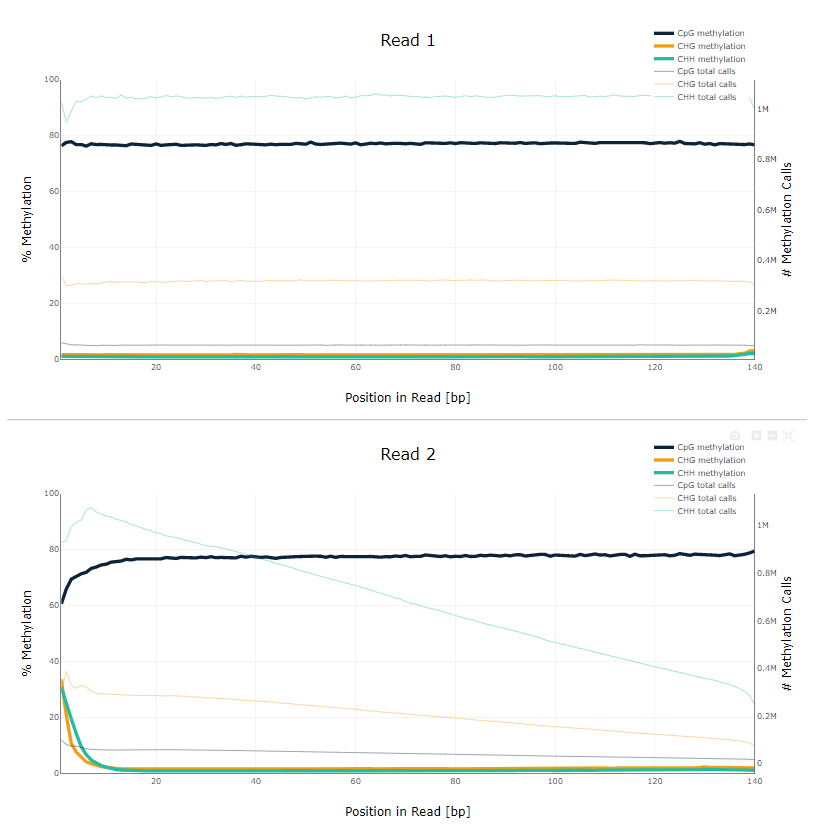 Read 1
CpG methylation
CHG methylation
CHH methylation
CpG total calls
CHG total calls
CHH total calls
100
80
60
40
20
0
% Methylation
1M
0.8M
0.6M
0.4M
0.2M
# Methylation Calls
20 40 60 80 100 120 140
Position in Read [bp]
Read 2
CpG methylation
CHG methylation
CHH methylation
CpG total calls
CHG total calls
CHH total calls
100
80
60
40
20
0
% Methylation
1M
0.8M
0.6M
0.4M
0.2M
0
# Methylation Calls
20 40 60 80 100 120 140
Position in Read [bp]